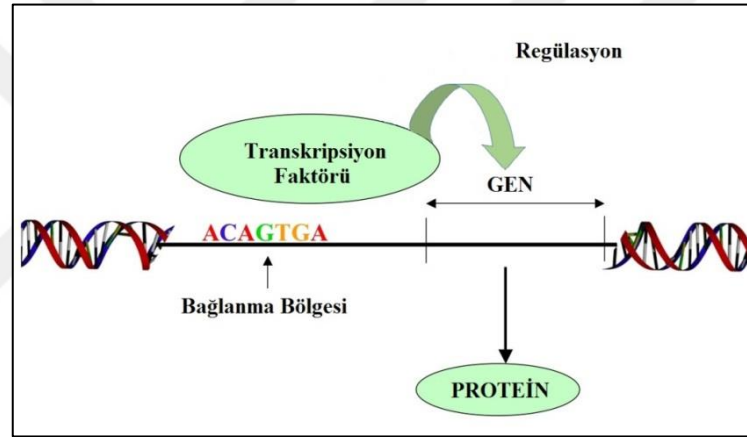 Regülasyon
Transkripsiyon
Faktörü
GEN
ACAGTGA
Bağlanma Bölgesi
PROTEİN